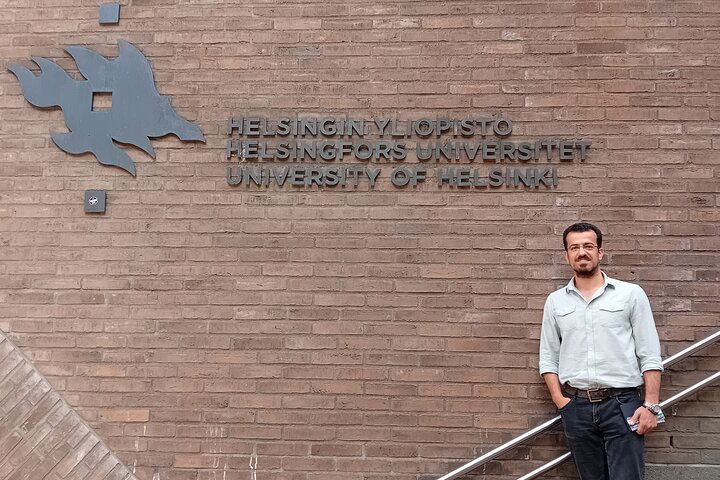 HELSINGIN YLIOPISTO
HELSINGFORS UNIVERSITET
UNIVERSITY OF HELSINKI